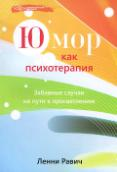 Юмор
как
психотерапия
Забавные случаи
на пути к просветлению
Ленни Равич